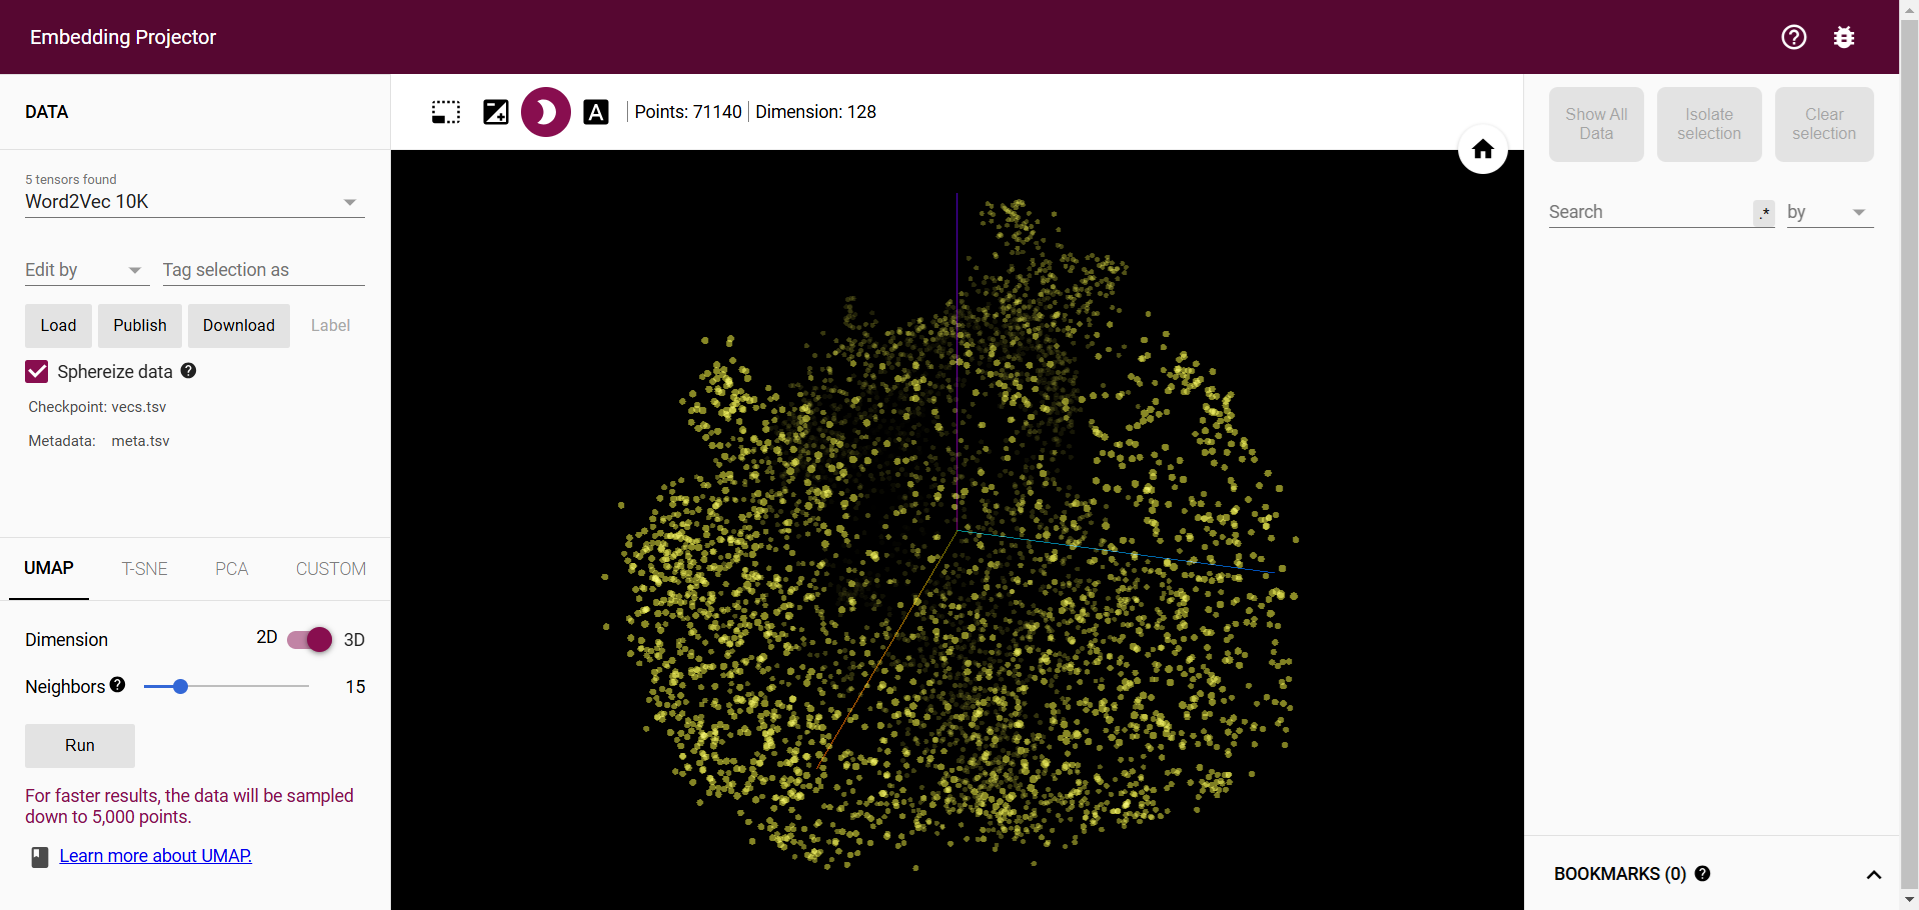 Embedding Projector
DATA
5 tensors found
Word2Vec 10K
Edit by
Tag selection as
Load
Publish
Download
Label
Sphereize data
Checkpoint: vecs.tsv
Metadata: meta.tsv
UMAP
T-SNE
PCA
CUSTOM
Dimension 2D 3D
Neighbors 15
Run
For faster results, the data will be sampled
down to 5,000 points.
Learn more about UMAP.
A
Points: 71140
Dimension: 128
Show All
Data
Isolate
selection
Clear
selection
Search .* by
BOOKMARKS (0)